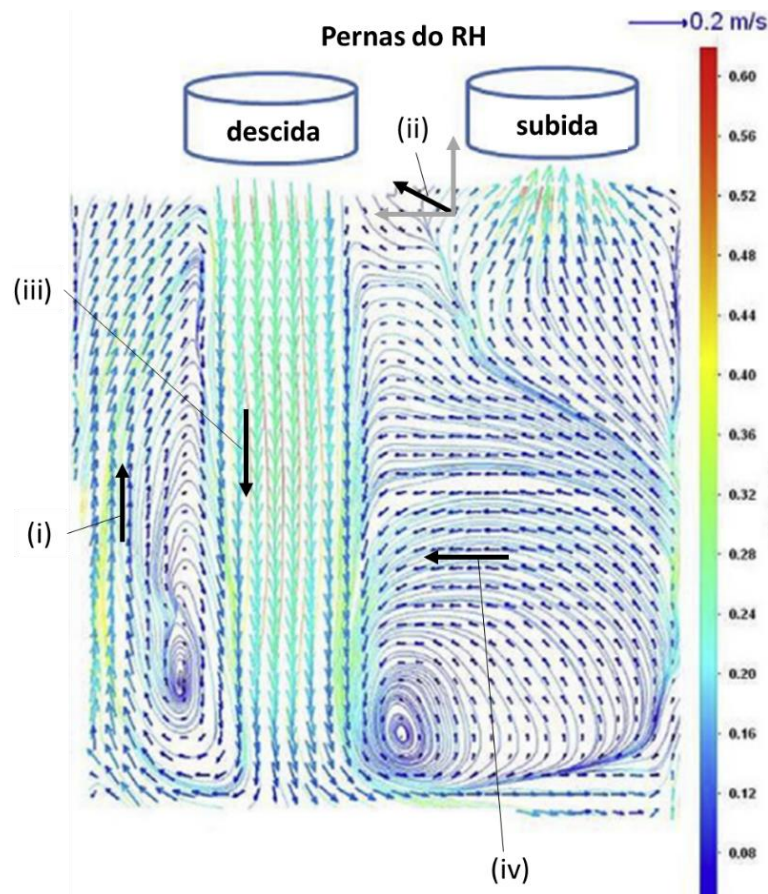 Pernas do RH
0.2 m/s
descida
(ii)
subida
(iii)
(i)
(iv)
0.60
0.56
0.52
0.48
0.44
0.40
0.36
0.32
0.28
0.24
0.20
0.16
0.12
0.08